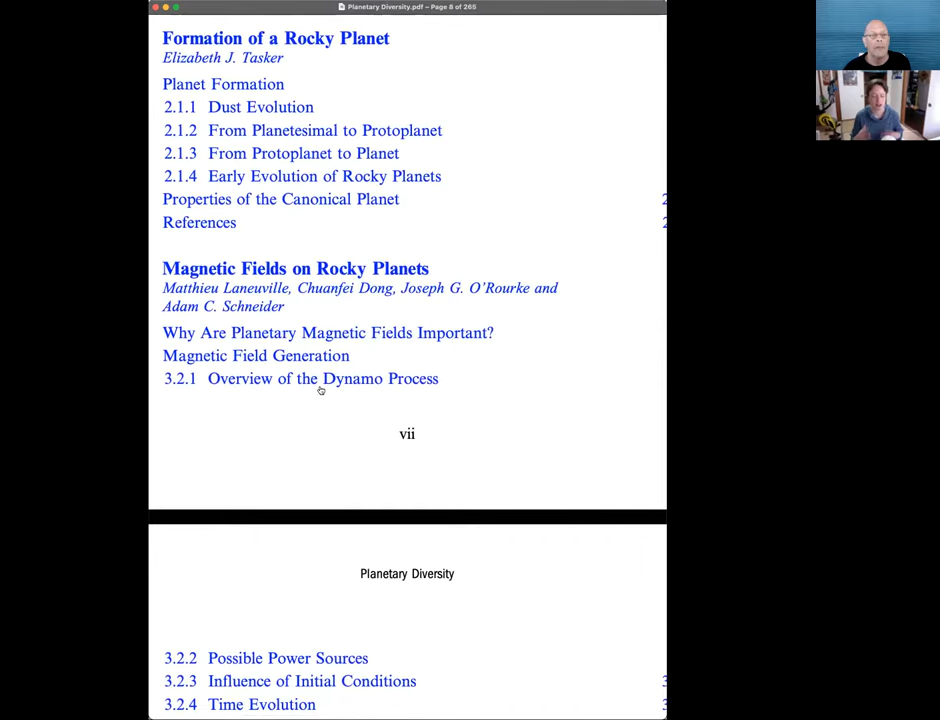 Planetary Diversity.pdf – Page 8 of 265
Formation of a Rocky Planet
Elizabeth J. Tasker
Planet Formation
2.1.1 Dust Evolution
2.1.2 From Planetesimal to Protoplanet
2.1.3 From Protoplanet to Planet
2.1.4 Early Evolution of Rocky Planets
Properties of the Canonical Planet 2
References 2
Magnetic Fields on Rocky Planets
Matthieu Laneuville, Chuanfei Dong, Joseph G. O'Rourke and
Adam C. Schneider
Why Are Planetary Magnetic Fields Important?
Magnetic Field Generation
3.2.1 Overview of the Dynamo Process
vii
Planetary Diversity
3.2.2 Possible Power Sources
3.2.3 Influence of Initial Conditions 3
3.2.4 Time Evolution 3